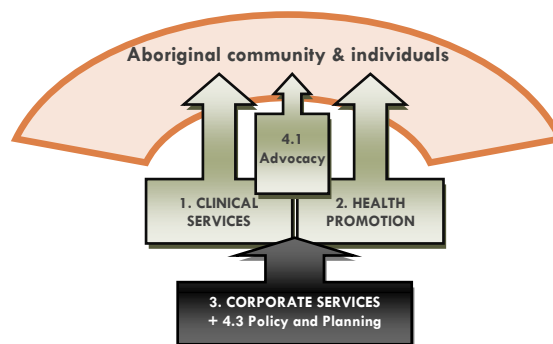 Aboriginal community & individuals
4.1
Advocacy
1. CLINICAL
SERVICES
2. HEALTH
PROMOTION
3. CORPORATE SERVICES
+ 4.3 Policy and Planning